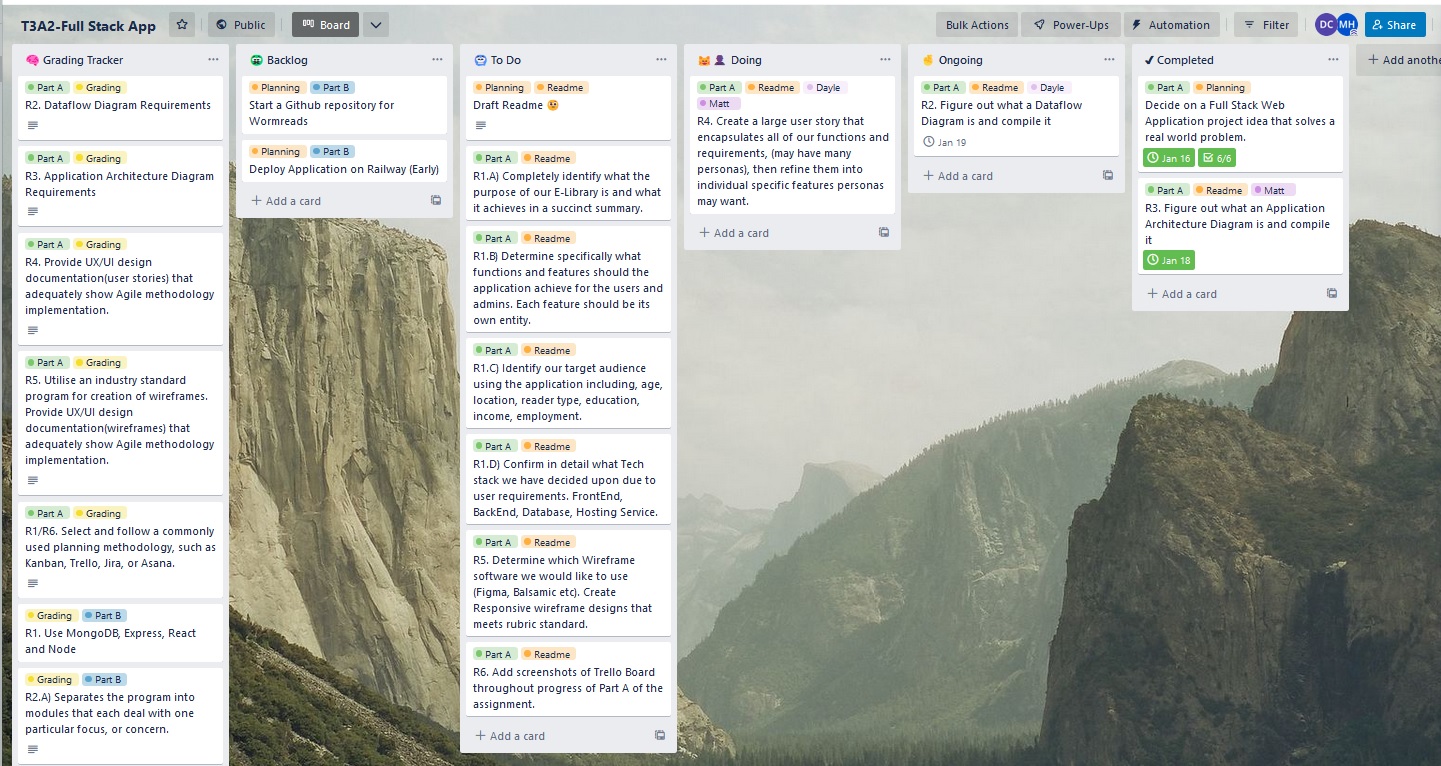 T3A2-Full Stack App
Public
Board
Bulk Actions
Power-Ups
Automation
Filter
DC
MH
Share
Grading Tracker
Part A Grading
R2. Dataflow Diagram Requirements
Part A Grading
R3. Application Architecture Diagram
Requirements
Part A Grading
R4. Provide UX/UI design
documentation(user stories) that
adequately show Agile methodology
implementation.
Part A Grading
R5. Utilise an industry standard
program for creation of wireframes.
Provide UX/UI design
documentation(wireframes) that
adequately show Agile methodology
implementation.
Part A Grading
R1/R6. Select and follow a commonly
used planning methodology, such as
Kanban, Trello, Jira, or Asana.
Grading Part B
R1. Use MongoDB, Express, React
and Node
Grading Part B
R2.A) Separates the program into
modules that each deal with one
particular focus, or concern.
Backlog
Planning Part B
Start a Github repository for
Wormreads
Planning Part B
Deploy Application on Railway (Early)
+ Add a card
To Do
Planning Readme
Draft Readme
Part A Readme
R1.A) Completely identify what the
purpose of our E-Library is and what
it achieves in a succinct summary.
Part A Readme
R1.B) Determine specifically what
functions and features should the
application achieve for the users and
admins. Each feature should be its
own entity.
Part A Readme
R1.C) Identify our target audience
using the application including, age,
location, reader type, education,
income, employment.
Part A Readme
R1.D) Confirm in detail what Tech
stack we have decided upon due to
user requirements. FrontEnd,
BackEnd, Database, Hosting Service.
Part A Readme
R5. Determine which Wireframe
software we would like to use
(Figma, Balsamic etc). Create
Responsive wireframe designs that
meets rubric standard.
Part A Readme
R6. Add screenshots of Trello Board
throughout progress of Part A of the
assignment.
+ Add a card
Doing
Part A Readme Dayle
Matt
R4. Create a large user story that
encapsulates all of our functions and
requirements, (may have many
personas), then refine them into
individual specific features personas
may want.
+ Add a card
Ongoing
Part A Readme Dayle
R2. Figure out what a Dataflow
Diagram is and compile it
Jan 19
+ Add a card
Completed
Part A Planning
Decide on a Full Stack Web
Application project idea that solves a
real world problem.
Jan 16 6/6
Part A Readme Matt
R3. Figure out what an Application
Architecture Diagram is and compile
it
Jan 18
+ Add a card
+ Add anothe